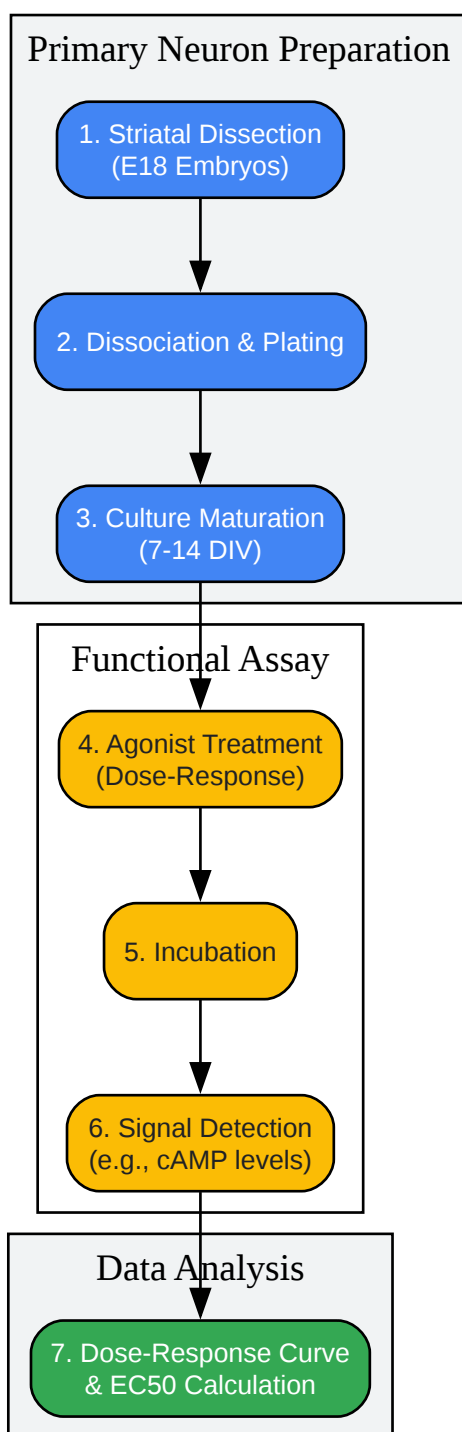 Primary Neuron Preparation
1. Striatal Dissection
(E18 Embryos)
2. Dissociation & Plating
3. Culture Maturation
(7-14 DIV)
Functional Assay
4. Agonist Treatment
(Dose-Response)
5. Incubation
6. Signal Detection
(e.g., cAMP levels)
Data Analysis
7. Dose-Response Curve
& EC50 Calculation